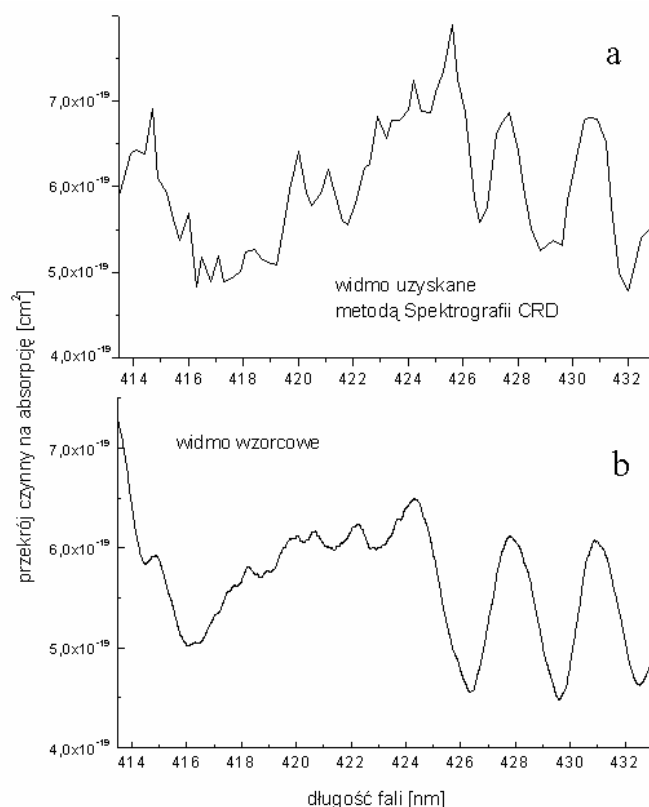 a
7,0x10⁻¹⁹
6,0x10⁻¹⁹
5,0x10⁻¹⁹
4,0x10⁻¹⁹
widmo uzyskane
metodą Spektrografii CRD
414 416 418 420 422 424 426 428 430 432
przekrój czynny na absorpcję [cm²]
b
widmo wzorcowe
7,0x10⁻¹⁹
6,0x10⁻¹⁹
5,0x10⁻¹⁹
4,0x10⁻¹⁹
414 416 418 420 422 424 426 428 430 432
długość fali [nm]